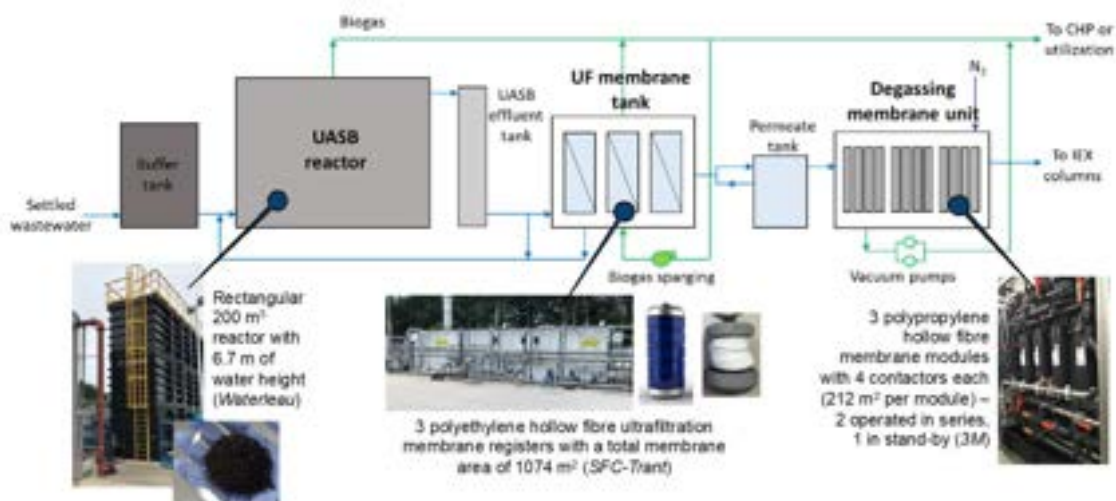 Biogas
To CHP or
utilization
N2
UF membrane
tank
Degassing
membrane unit
UASB
effluent
tank
Permeate
tank
UASB
reactor
Buffer
tank
To IEX
columns
Settled
wastewater
Biogas sparging
Vacuum pumps
Rectangular
200 m3
reactor with
6.7 m of
water height
(Waterleau)
3 polyethylene hollow fibre ultrafiltration
membrane registers with a total membrane
area of 1074 m2 (SFC-Trant)
3 polypropylene
hollow fibre
membrane modules
with 4 contactors each
(212 m2 per module) –
2 operated in series,
1 in stand-by (3M)